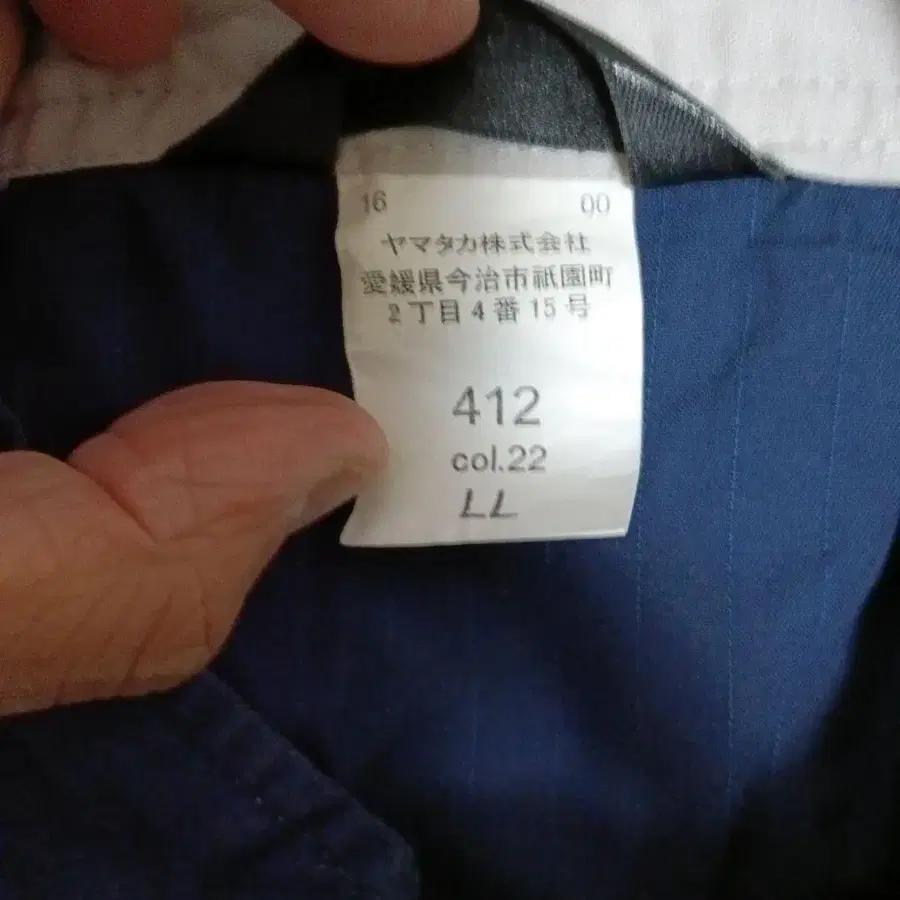 16 00
ヤマタカ株式会社
愛媛県今治市祇園町
2丁目4番15号
412
col.22
LL